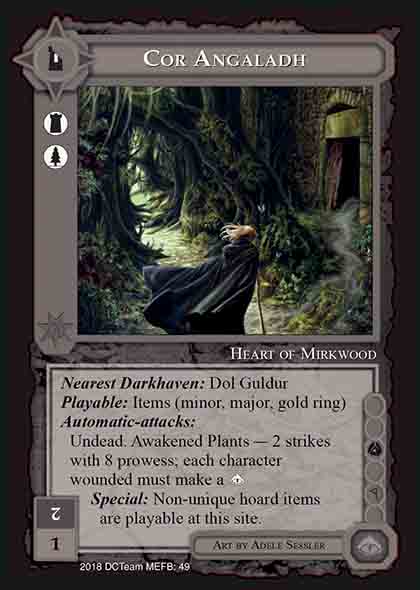 Cor Angaladh
Heart of Mirkwood
Nearest Darkhaven: Dol Guldur
Playable: Items (minor, major, gold ring)
Automatic-attacks:
Undead. Awakened Plants — 2 strikes
with 8 prowess; each character
wounded must make a
Special: Non-unique hoard items
are playable at this site.
2
1
Art by Adele Sessler
2018 DCTeam MEFB: 49